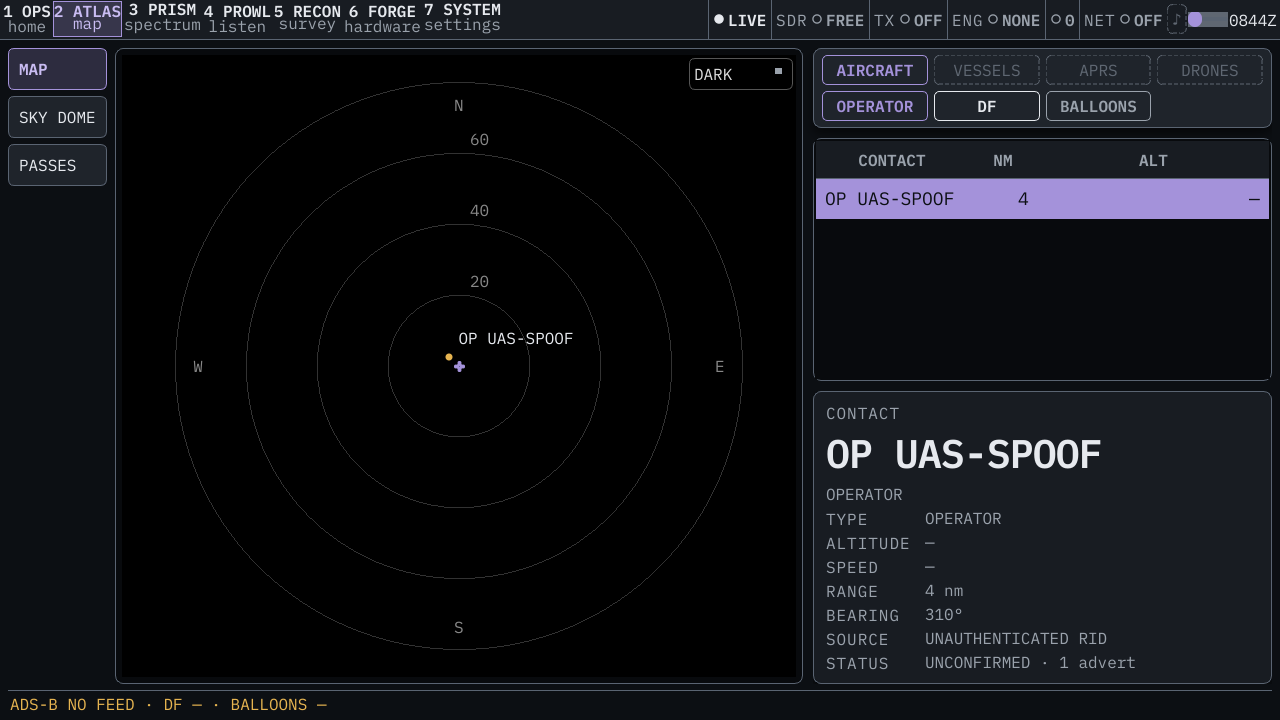 1 OPS 2 ATLAS 3 PRISM 4 PROWL 5 RECON 6 FORGE 7 SYSTEM
home map spectrum listen survey hardware settings
LIVE SDR FREE TX OFF ENG NONE 0 NET OFF ♪ 0844Z
MAP
SKY DOME
PASSES
DARK
N
60
40
20
OP UAS-SPOOF
W
E
S
AIRCRAFT VESSELS APRS DRONES
OPERATOR DF BALLOONS
CONTACT NM ALT
OP UAS-SPOOF 4 —
CONTACT
OP UAS-SPOOF
OPERATOR
TYPE OPERATOR
ALTITUDE —
SPEED —
RANGE 4 nm
BEARING 310°
SOURCE UNAUTHENTICATED RID
STATUS UNCONFIRMED · 1 advert
ADS-B NO FEED · DF — · BALLOONS —